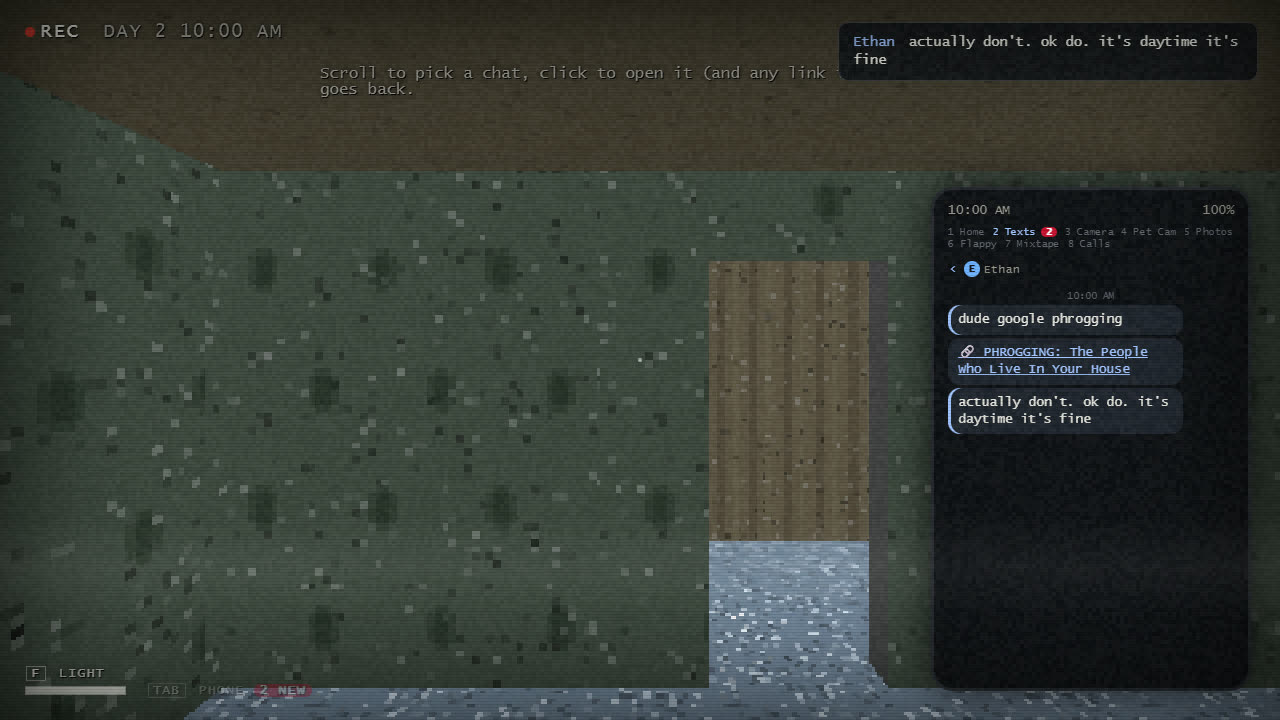 REC DAY 2 10:00 AM
Ethan actually don't. ok do. it's daytime it's
fine
Scroll to pick a chat, click to open it (and any link
goes back.
10:00 AM 100%
1 Home 2 Texts 2 3 Camera 4 Pet Cam 5 Photos
6 Flappy 7 Mixtape 8 Calls
< E Ethan
10:00 AM
dude google phrogging
PHROGGING: The People
Who Live In Your House
actually don't. ok do. it's
daytime it's fine
F LIGHT
TAB PHONE 2 NEW